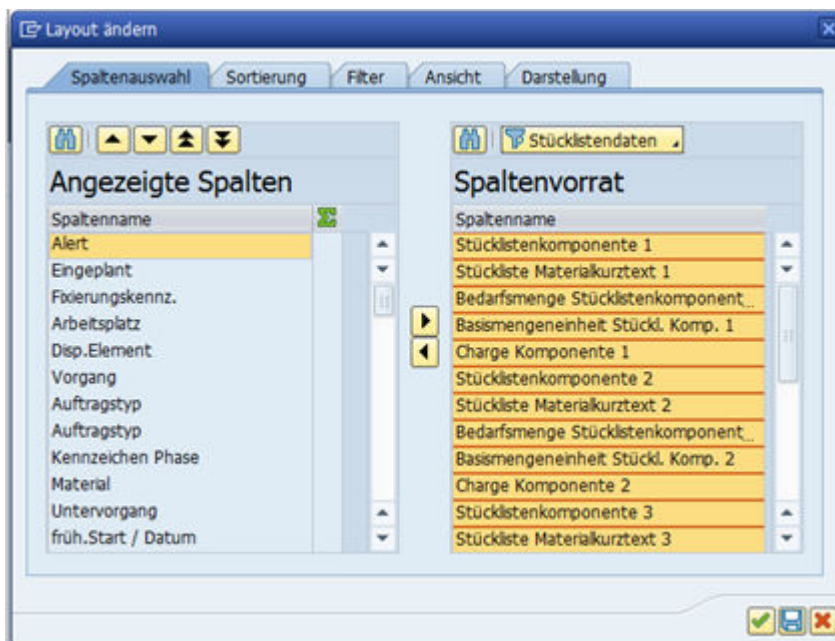 Layout ändern
Spaltenauswahl
Sortierung
Filter
Ansicht
Darstellung
Stücklistendaten
Angezeigte Spalten
Spaltenvorrat
Spaltenname
Alert
Eingeplant
Fixierungskennz.
Arbeitsplatz
Disp.Element
Vorgang
Auftragstyp
Auftragstyp
Kennzeichen Phase
Material
Untervorgang
früh.Start / Datum
Spaltenname
Stücklistenkomponente 1
Stückliste Materialkurztext 1
Bedarfsmenge Stücklistenkomponent...
Basismengeneinheit Stückl. Komp. 1
Charge Komponente 1
Stücklistenkomponente 2
Stückliste Materialkurztext 2
Bedarfsmenge Stücklistenkomponent...
Basismengeneinheit Stückl. Komp. 2
Charge Komponente 2
Stücklistenkomponente 3
Stückliste Materialkurztext 3